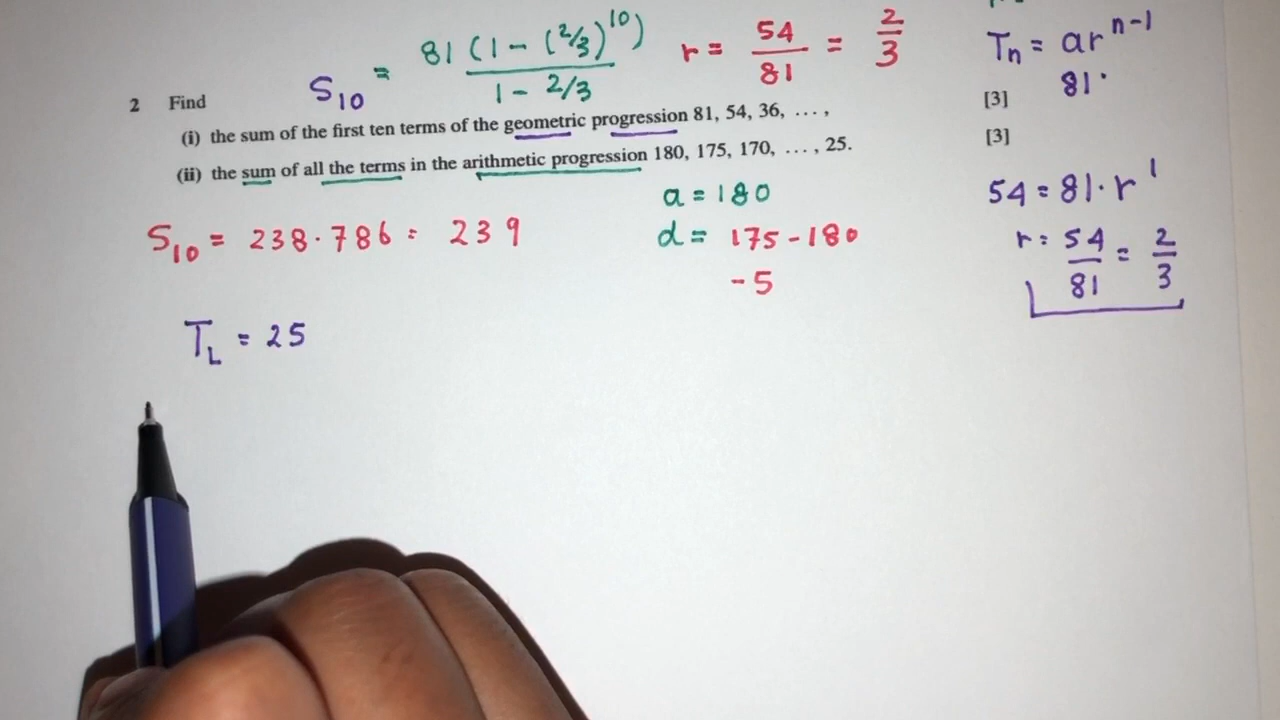 S10 = 81 (1 - (2/3)^10) / (1 - 2/3)
r = 54/81 = 2/3
Tn = ar^(n-1)
81.
2 Find
(i) the sum of the first ten terms of the geometric progression 81, 54, 36, ..., [3]
(ii) the sum of all the terms in the arithmetic progression 180, 175, 170, ..., 25. [3]
S10 = 238.786 = 239
a = 180
d = 175 - 180
-5
54 = 81 · r^1
r = 54/81 = 2/3
TL = 25